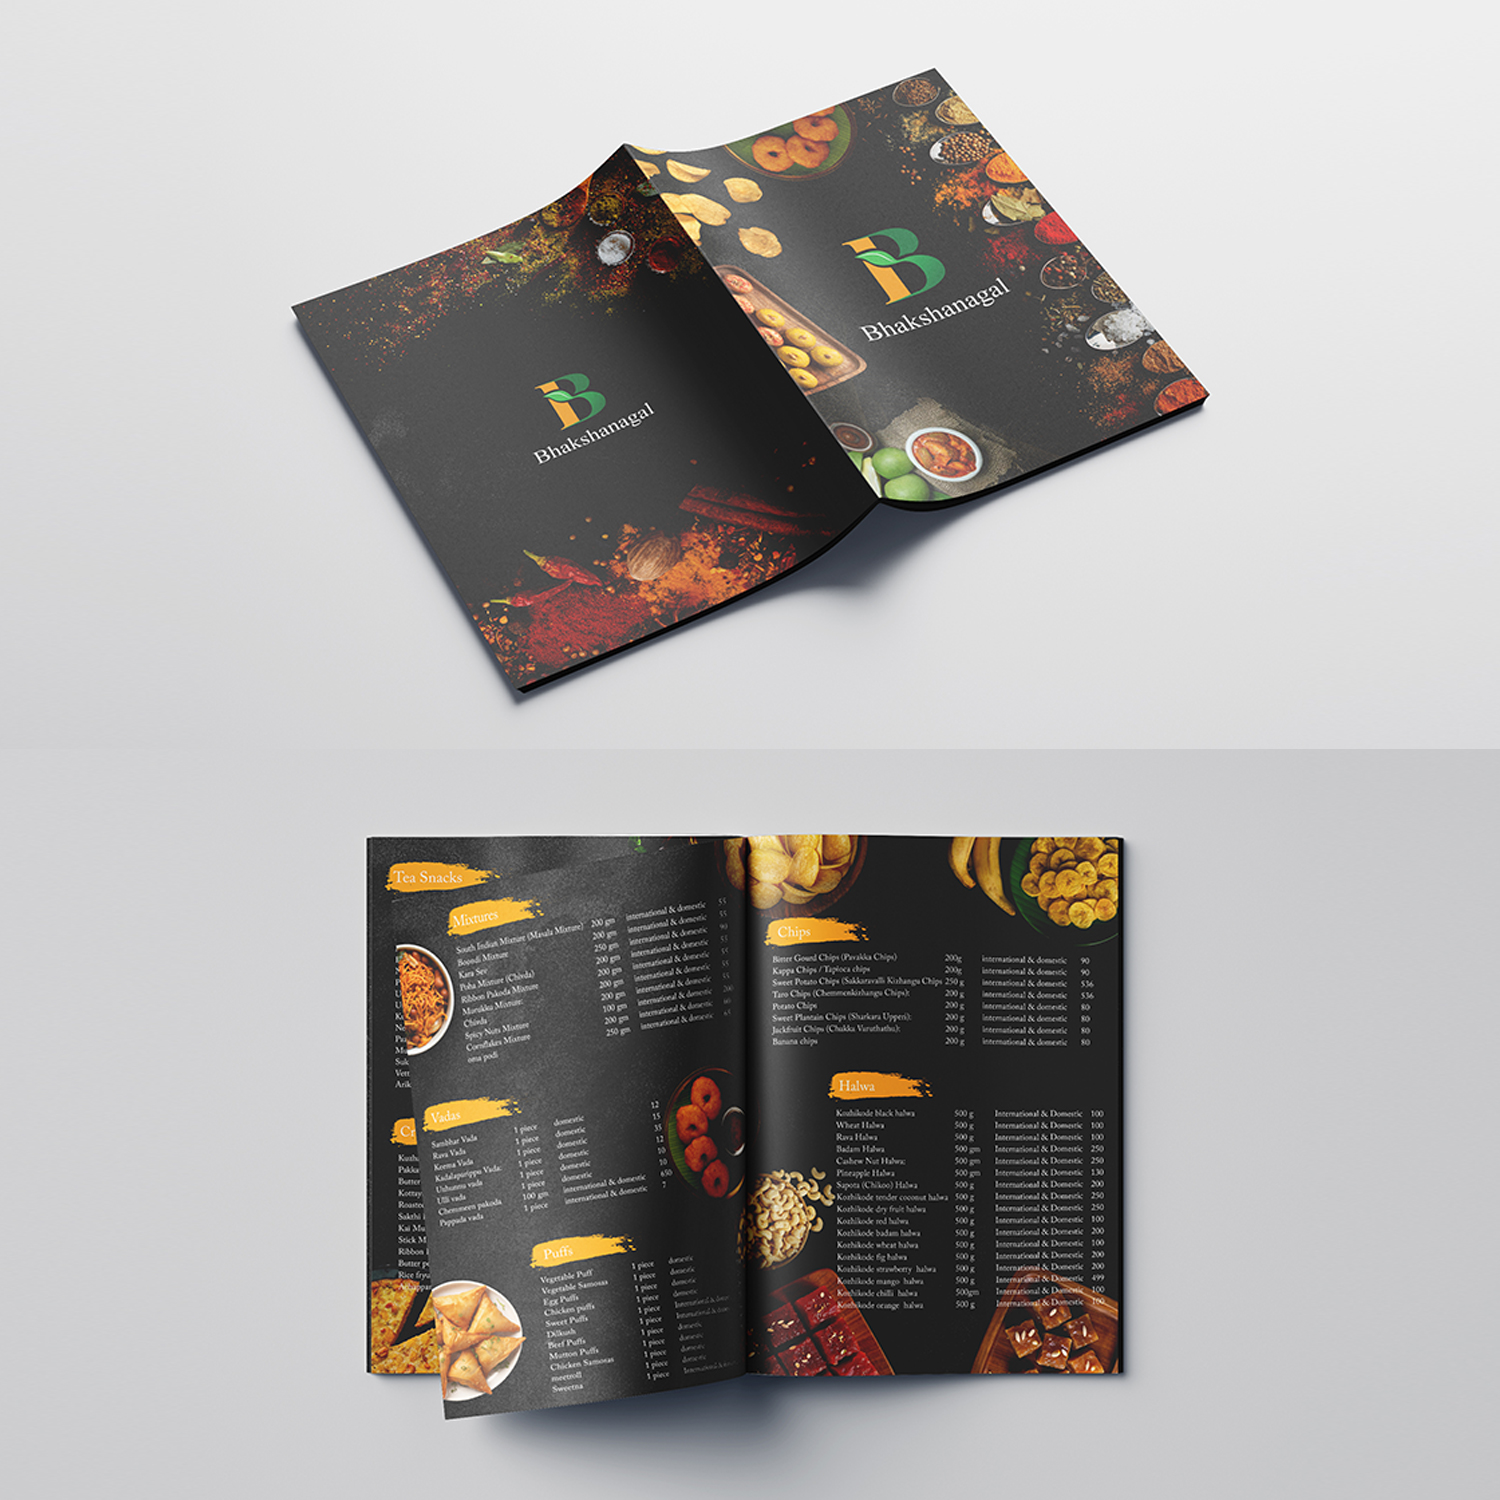 Bhakshanagal
Bhakshanagal
Tea Snacks
Mixtures
South Indian Mixture (Masala Mixture) 200 gm international & domestic 55
Boondi Mixture 200 gm international & domestic 55
Kara Sev 250 gm international & domestic 90
Poha Mixture (Chivda) 200 gm international & domestic 55
Ribbon Pakoda Mixture 200 gm international & domestic 55
Murukku Mixture: 200 gm international & domestic 55
Chivda 100 gm international & domestic 55
Spicy Nuts Mixture 200 gm international & domestic 200
Cornflakes Mixture 250 gm international & domestic
oma podi
Vadas
Sambhar Vada 1 piece domestic 12
Rava Vada 1 piece domestic 15
Keema Vada 1 piece domestic 35
Kadalapurippo Vada: 1 piece domestic 12
Uzhunnu vada 1 piece domestic 10
Ulli vada 1 piece domestic 10
Chemmeen pakoda 100 gm international & domestic 650
Pappada vada 1 piece international & domestic 7
Puffs
Vegetable Puff 1 piece domestic
Vegetable Samosas 1 piece domestic
Egg Puffs 1 piece domestic
Chicken puffs 1 piece domestic
Sweet Puffs 1 piece International & domestic
Dilkush 1 piece
Beef Puffs 1 piece domestic
Mutton Puffs 1 piece domestic
Chicken Samosas 1 piece domestic
meetroll
Sweetna
Chips
Bitter Gourd Chips (Pavakka Chips) 200g international & domestic 90
Kappa Chips / Tapioca chips 200g international & domestic 90
Sweet Potato Chips (Sakkaravalli Kizhangu Chips 250 g international & domestic 536
Taro Chips (Chemmenkizhangu Chips): 200 g international & domestic 536
Potato Chips 200 g international & domestic 80
Sweet Plantain Chips (Sharkara Upperi): 200 g international & domestic 80
Jackfruit Chips (Chukka Varuthathu): 200 g international & domestic 80
Banana chips 200 g international & domestic 80
Halwa
Kozhikode black halwa 500 g International & Domestic 100
Wheat Halwa 500 g International & Domestic 100
Rava Halwa 500 g International & Domestic 100
Badam Halwa 500 gm International & Domestic 250
Cashew Nut Halwa: 500 gm International & Domestic 250
Pineapple Halwa 500 gm International & Domestic 130
Sapota (Chikoo) Halwa 500 g International & Domestic 200
Kozhikode tender coconut halwa 500 g International & Domestic 250
Kozhikode dry fruit halwa 500 g International & Domestic 250
Kozhikode red halwa 500 g International & Domestic 100
Kozhikode badam halwa 500 g International & Domestic 200
Kozhikode wheat halwa 500 g International & Domestic 100
Kozhikode fig halwa 500 g International & Domestic 200
Kozhikode strawberry halwa 500 g International & Domestic 200
Kozhikode mango halwa 500 g International & Domestic 499
Kozhikode chilli halwa 500gm International & Domestic 100
Kozhikode orange halwa 500 g International & Domestic 100